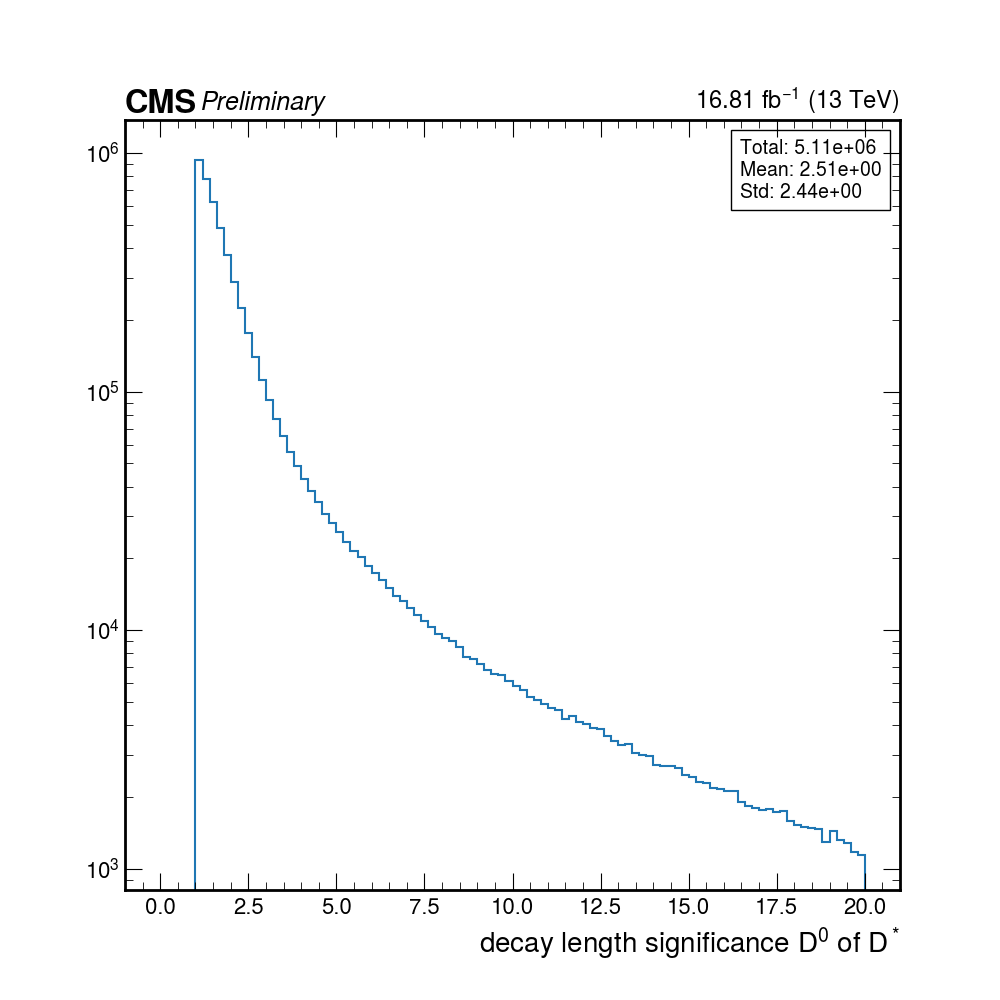 CMS Preliminary 16.81 fb⁻¹ (13 TeV)
Total: 5.11e+06
Mean: 2.51e+00
Std: 2.44e+00
10⁶
10⁵
10⁴
10³
0.0 2.5 5.0 7.5 10.0 12.5 15.0 17.5 20.0
decay length significance D⁰ of D*